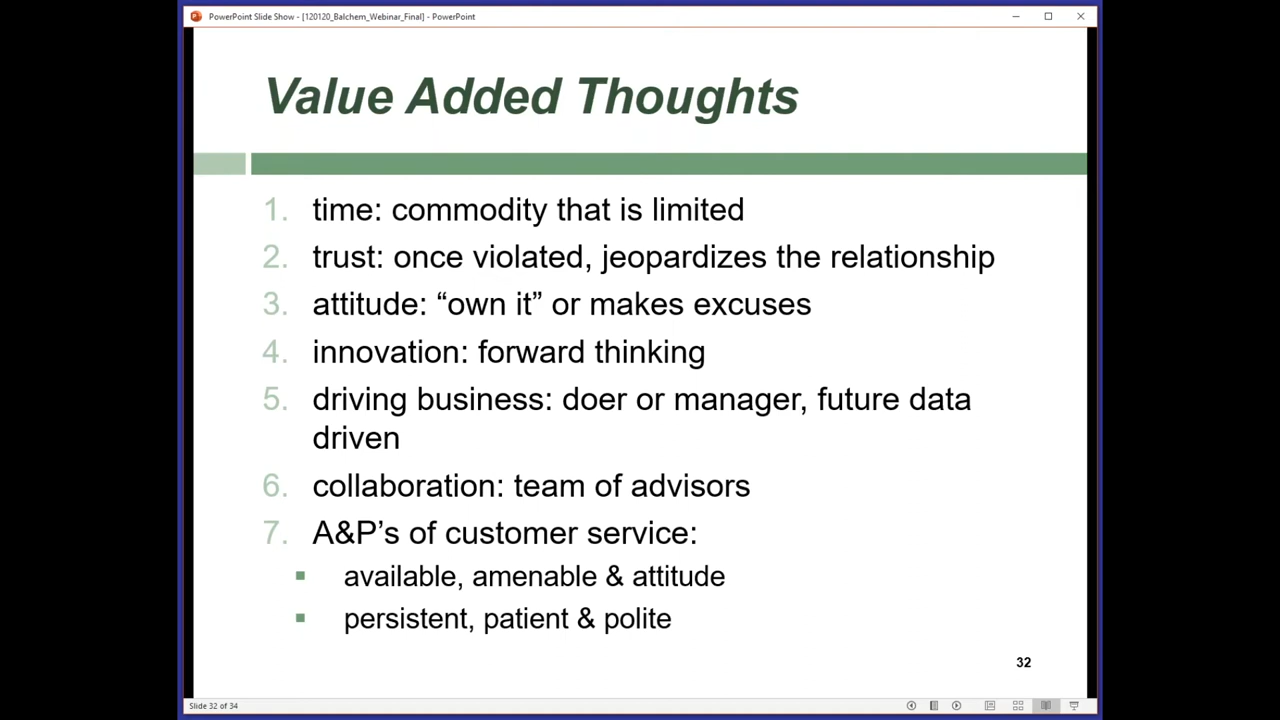 PowerPoint Slide Show - [120120_Balchem_Webinar_Final] - PowerPoint
Value Added Thoughts
1. time: commodity that is limited
2. trust: once violated, jeopardizes the relationship
3. attitude: “own it” or makes excuses
4. innovation: forward thinking
5. driving business: doer or manager, future data
driven
6. collaboration: team of advisors
7. A&P’s of customer service:
▪ available, amenable & attitude
▪ persistent, patient & polite
32
Slide 32 of 34